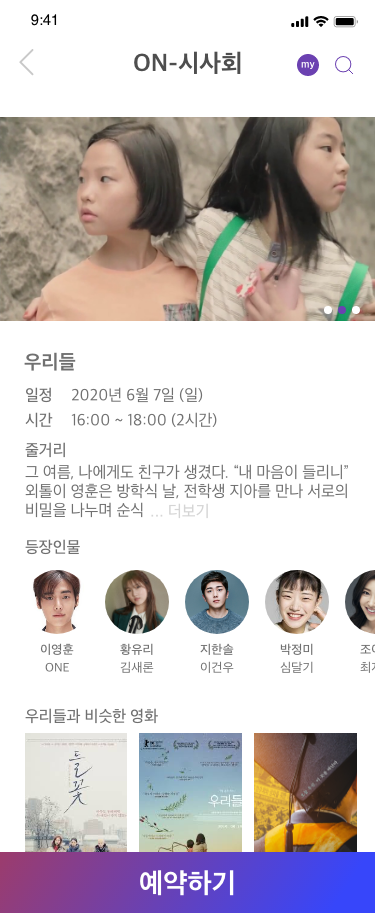 9:41
ON-시사회
my
우리들
일정 2020년 6월 7일 (일)
시간 16:00 ~ 18:00 (2시간)
줄거리
그 여름, 나에게도 친구가 생겼다. “내 마음이 들리니”
외톨이 영훈은 방학식 날, 전학생 지아를 만나 서로의
비밀을 나누며 순식 ... 더보기
등장인물
이영훈 황유리 지한솔 박정미
ONE 김새론 이건우 심달기
우리들과 비슷한 영화
들꽃
우리들
예약하기